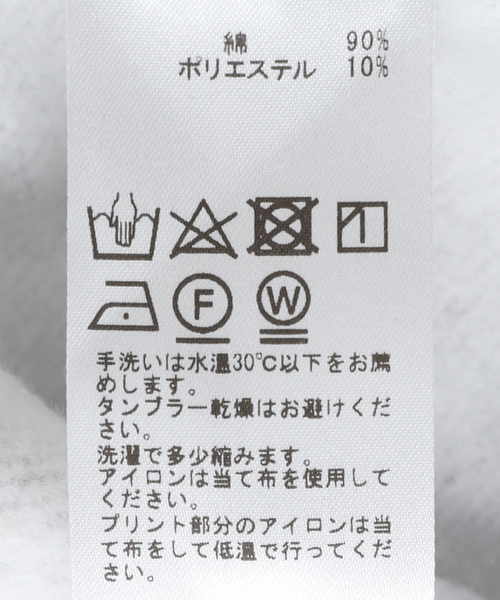 綿 90%
ポリエステル 10%
F W
手洗いは水温30℃以下をお薦
めします。
タンブラー乾燥はお避けくだ
さい。
洗濯で多少縮みます。
アイロンは当て布を使用して
ください。
プリント部分のアイロンは当
て布をして低温で行ってくだ
さい。